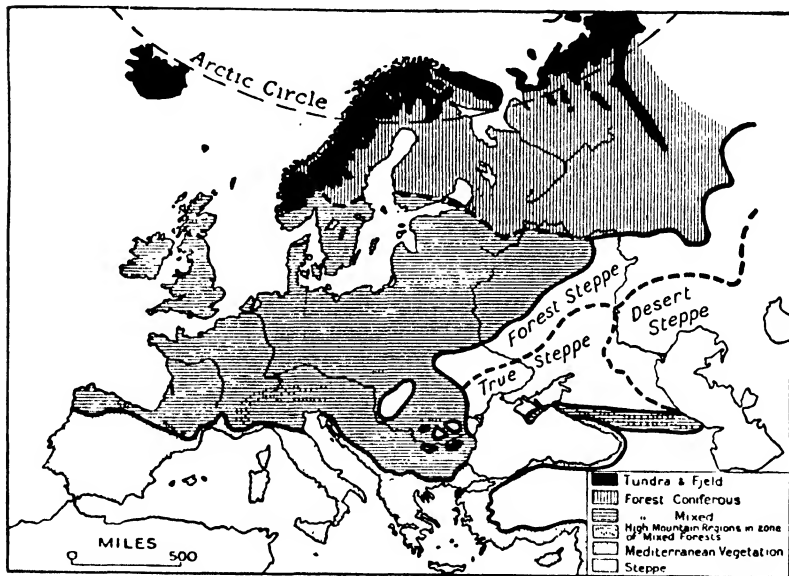 Arctic Circle
Forest Steppe
Desert
Steppe
True Steppe
Tundra & Fjeld
Forest Coniferous
" Mixed
High Mountain Regions in zone
of Mixed Forests
Mediterranean Vegetation
Steppe
MILES
0 500